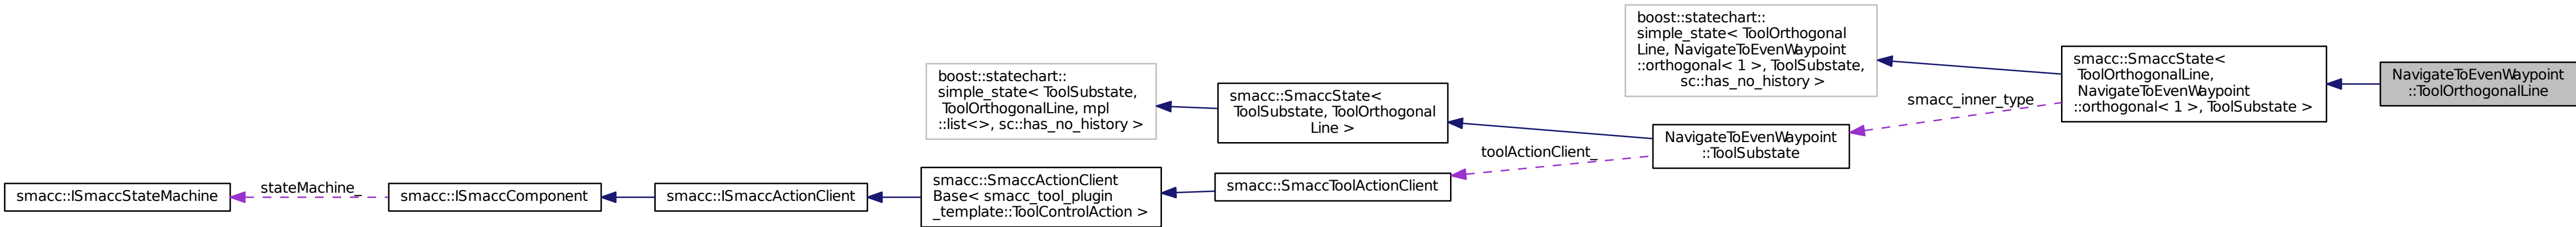 boost::statechart::
simple_state< ToolOrthogonal
Line, NavigateToEvenWaypoint
::orthogonal< 1 >, ToolSubstate,
sc::has_no_history >
smacc::SmaccState<
ToolOrthogonalLine,
NavigateToEvenWaypoint
::orthogonal< 1 >, ToolSubstate >
NavigateToEvenWaypoint
::ToolOrthogonalLine
boost::statechart::
simple_state< ToolSubstate,
ToolOrthogonalLine, mpl
::list<>, sc::has_no_history >
smacc::SmaccState<
ToolSubstate, ToolOrthogonal
Line >
smacc_inner_type
NavigateToEvenWaypoint
::ToolSubstate
toolActionClient_
smacc::ISmaccStateMachine
stateMachine_
smacc::ISmaccComponent
smacc::ISmaccActionClient
smacc::SmaccActionClient
Base< smacc_tool_plugin
_template::ToolControlAction >
smacc::SmaccToolActionClient